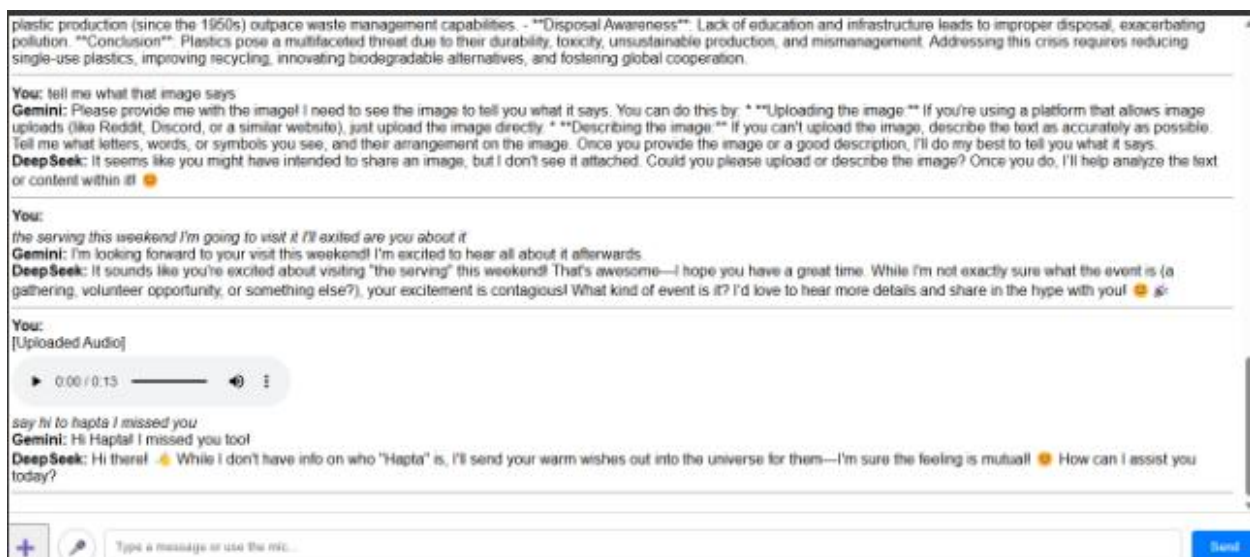 plastic production (since the 1950s) outpace waste management capabilities. - **Disposal Awareness**: Lack of education and infrastructure leads to improper disposal, exacerbating
pollution. **Conclusion**: Plastics pose a multifaceted threat due to their durability, toxicity, unsustainable production, and mismanagement. Addressing this crisis requires reducing
single-use plastics, improving recycling, innovating biodegradable alternatives, and fostering global cooperation.
You: tell me what that image says
Gemini: Please provide me with the image! I need to see the image to tell you what it says. You can do this by: * **Uploading the image:** If you're using a platform that allows image
uploads (like Reddit, Discord, or a similar website), just upload the image directly. * **Describing the image:** If you can't upload the image, describe the text as accurately as possible.
Tell me what letters, words, or symbols you see, and their arrangement on the image. Once you provide the image or a good description, I'll do my best to tell you what it says.
DeepSeek: It seems like you might have intended to share an image, but I don't see it attached. Could you please upload or describe the image? Once you do, I'll help analyze the text
or content within it! 😊
You:
the serving this weekend I'm going to visit it I'll exited are you about it
Gemini: I'm looking forward to your visit this weekend! I'm excited to hear all about it afterwards.
DeepSeek: It sounds like you're excited about visiting "the serving" this weekend! That's awesome—I hope you have a great time. While I'm not exactly sure what the event is (a
gathering, volunteer opportunity, or something else?), your excitement is contagious! What kind of event is it? I'd love to hear more details and share in the hype with you! 😊 🎉
You:
[Uploaded Audio]
0:00 / 0:13
say hi to hapta I missed you
Gemini: Hi Hapta! I missed you too!
DeepSeek: Hi there! 👋 While I don't have info on who "Hapta" is, I'll send your warm wishes out into the universe for them—I'm sure the feeling is mutual! 😊 How can I assist you
today?
Type a message or use the mic...
Send